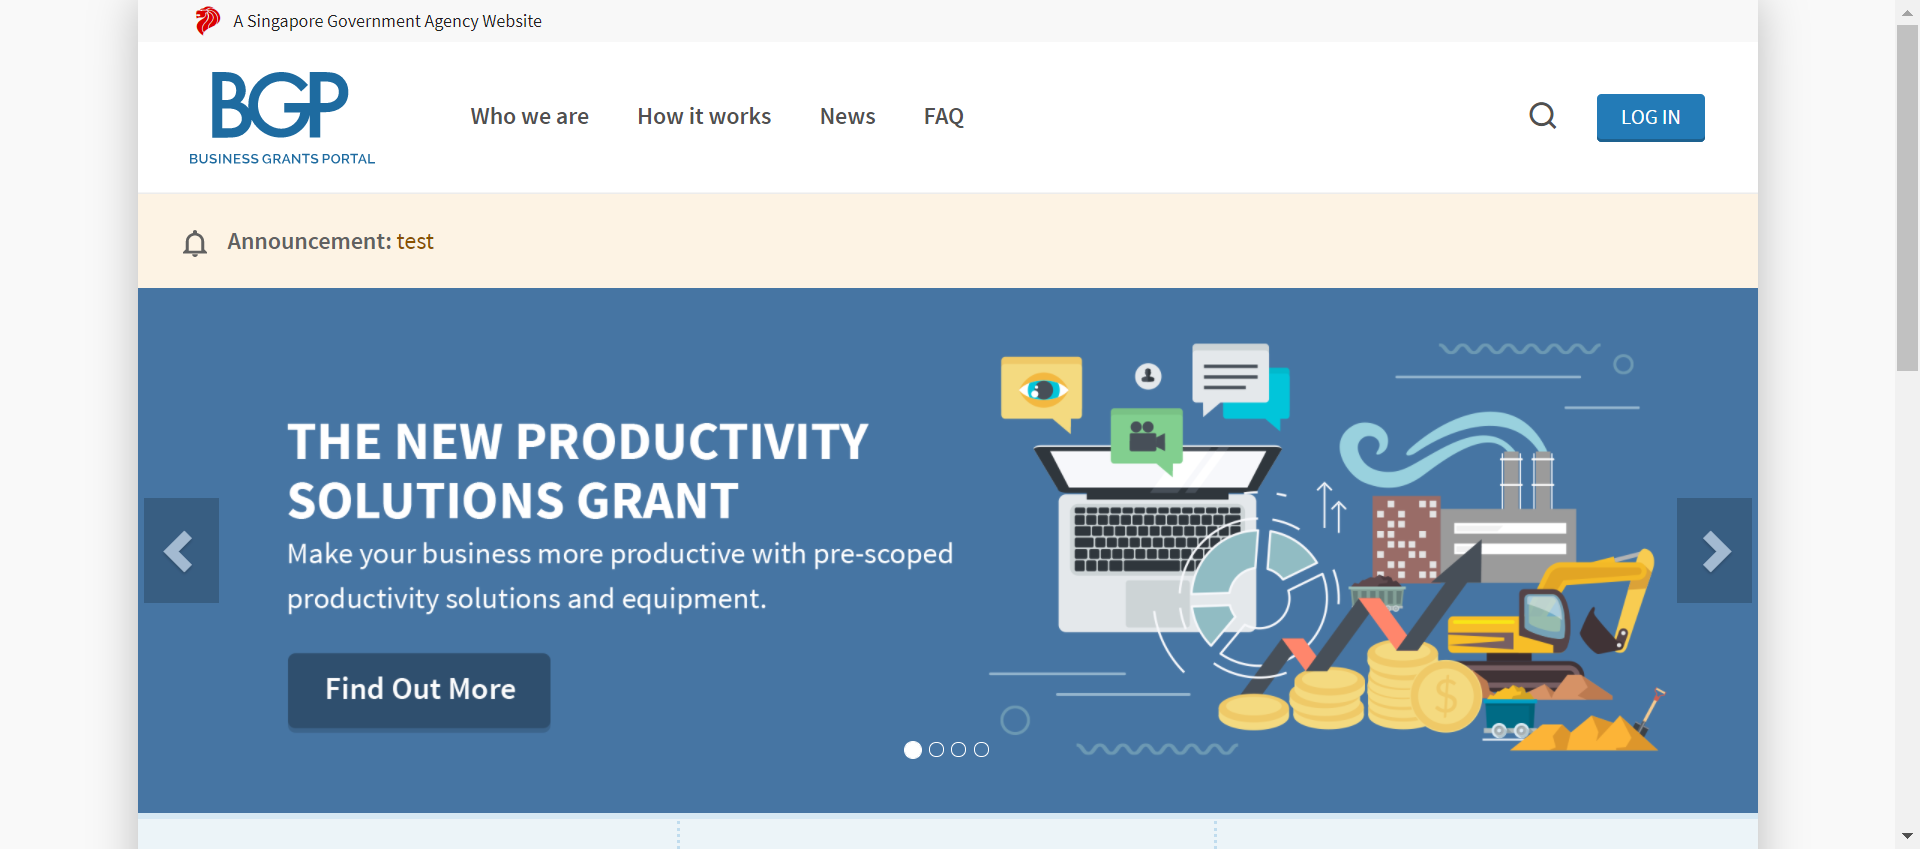 A Singapore Government Agency Website
BGP
BUSINESS GRANTS PORTAL
Who we are
How it works
News
FAQ
LOG IN
Announcement: test
THE NEW PRODUCTIVITY
SOLUTIONS GRANT
Make your business more productive with pre-scoped
productivity solutions and equipment.
Find Out More
$